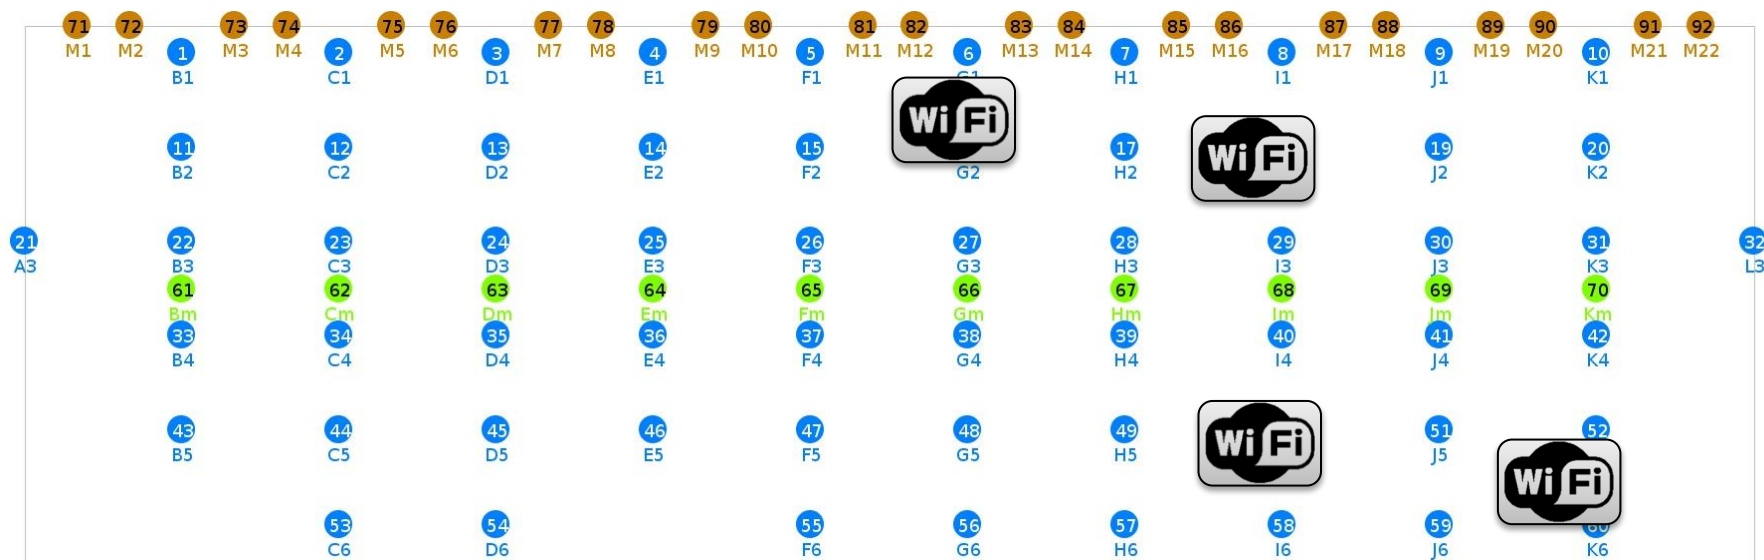 71 72 73 74 75 76 77 78 79 80 81 82 83 84 85 86 87 88 89 90 91 92
M1 M2 M3 M4 M5 M6 M7 M8 M9 M10 M11 M12 M13 M14 M15 M16 M17 M18 M19 M20 M21 M22
1 2 3 4 5 6 7 8 9 10
B1 C1 D1 E1 F1 G1 H1 I1 J1 K1
WiFi
WiFi
11 12 13 14 15 17 19 20
B2 C2 D2 E2 F2 G2 H2 J2 K2
21 22 23 24 25 26 27 28 29 30 31 32
A3 B3 C3 D3 E3 F3 G3 H3 I3 J3 K3 L3
61 62 63 64 65 66 67 68 69 70
Bm Cm Dm Em Fm Gm Hm Im Jm Km
33 34 35 36 37 38 39 40 41 42
B4 C4 D4 E4 F4 G4 H4 I4 J4 K4
43 44 45 46 47 48 49 51 52
B5 C5 D5 E5 F5 G5 H5 J5
WiFi
WiFi
53 54 55 56 57 58 59 60
C6 D6 F6 G6 H6 I6 J6 K6